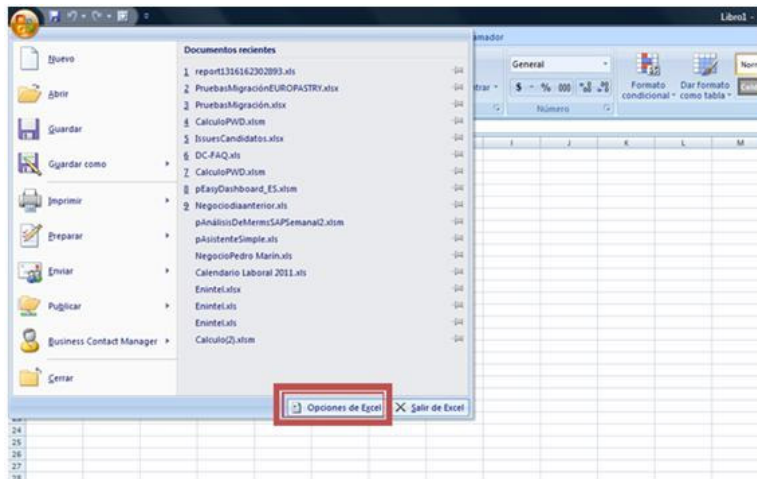 Libro1 -
amador
Nuevo
Abrir
Guardar
Guardar como
Imprimir
Preparar
Enviar
Publicar
Business Contact Manager
Cerrar
Documentos recientes
1 report1316162302893.xls
2 PruebasMigraciónEUROPASTRY.xlsx
3 PruebasMigración.xlsx
4 CalculoPWD.xlsm
5 IssuesCandidatos.xlsx
6 DC-FAQ.xls
7 CalculoPWD.xlsm
8 pEasyDashboard_ES.xlsm
9 Negociodiaanterior.xls
pAnálisisDeMermsSAPSemanal2.xlsm
pAsistenteSimple.xls
NegocioPedro Marin.xls
Calendario Laboral 2011.xls
Enintel.xlsx
Enintel.xls
Enintel.xls
Calculo(2).xlsm
Opciones de Excel
Salir de Excel
trar
General
$ - % 000
Número
Formato condicional
Dar formato como tabla
Norm
I J K L M
24
25
26
27
28